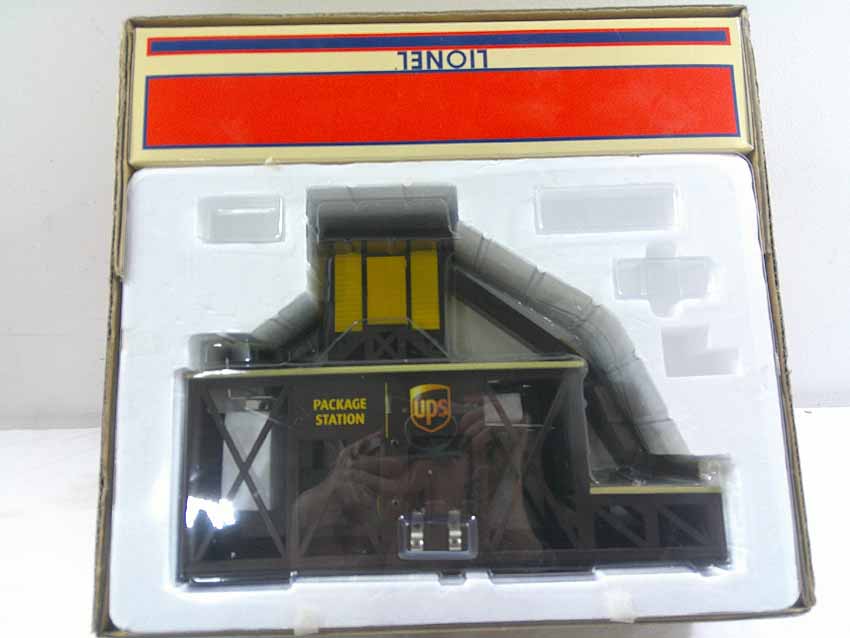 LIONEL
PACKAGE
STATION
ups